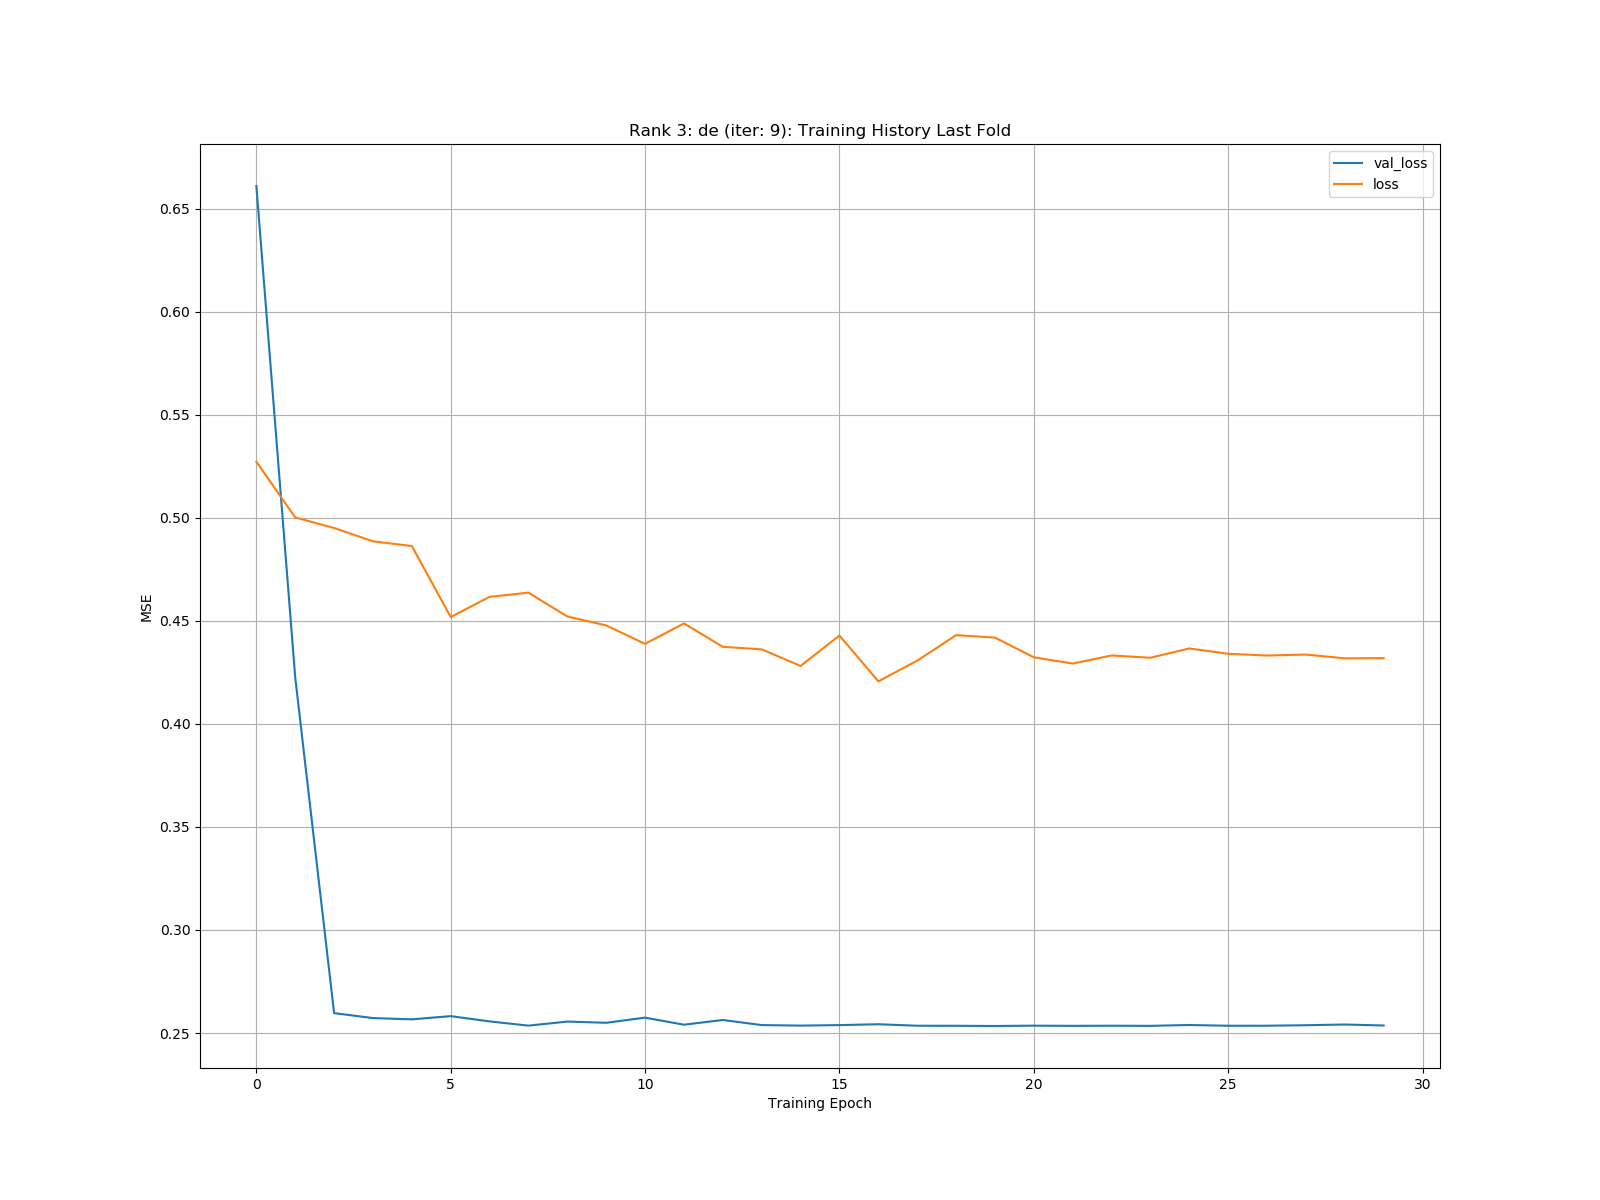 Rank 3: de (iter: 9): Training History Last Fold
val_loss
loss
0.65
0.60
0.55
0.50
0.45
0.40
0.35
0.30
0.25
MSE
0 5 10 15 20 25 30
Training Epoch